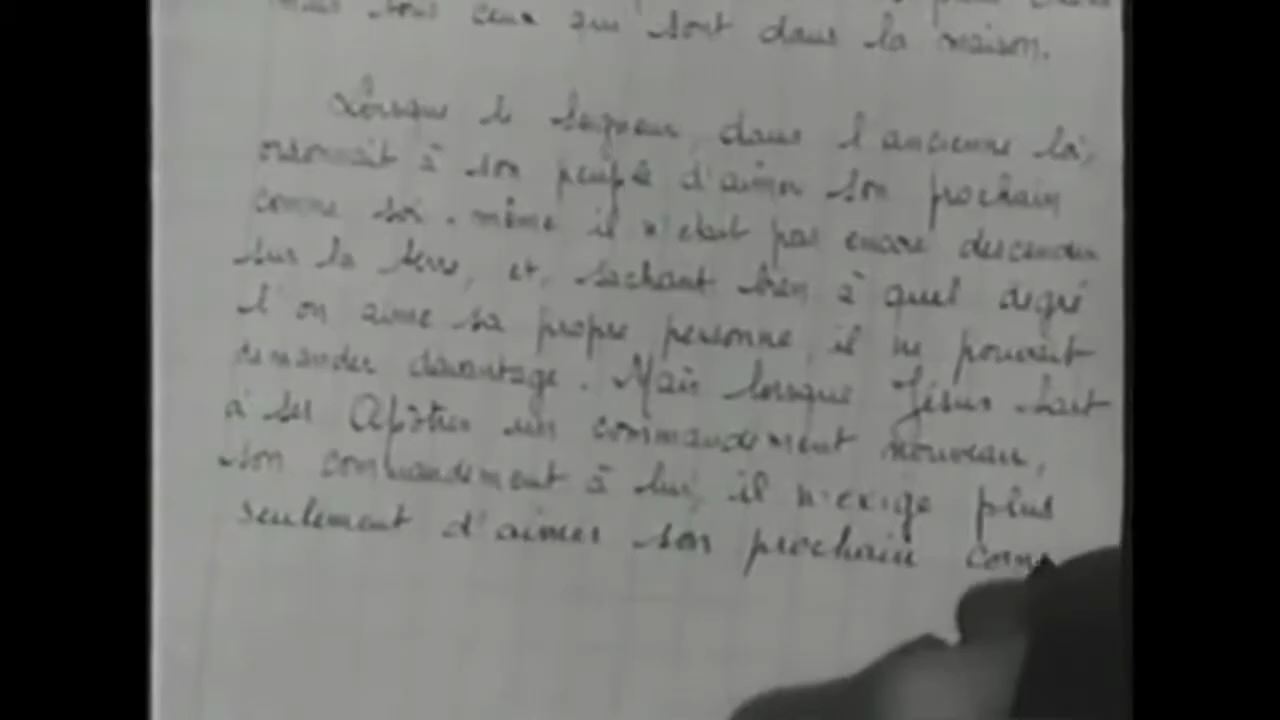 tous ceux qui sont dans la maison.
Lorsque le Seigneur, dans l'ancienne loi,
ordonnait à son peuple d'aimer son prochain
comme soi-même il n'était pas encore descendu
sur la terre, et, sachant bien à quel degré
l'on aime sa propre personne, il ne pouvait
demander davantage. Mais lorsque Jésus fait
à ses Apôtres un commandement nouveau,
son commandement à lui, il n'exige plus
seulement d'aimer son prochain comm